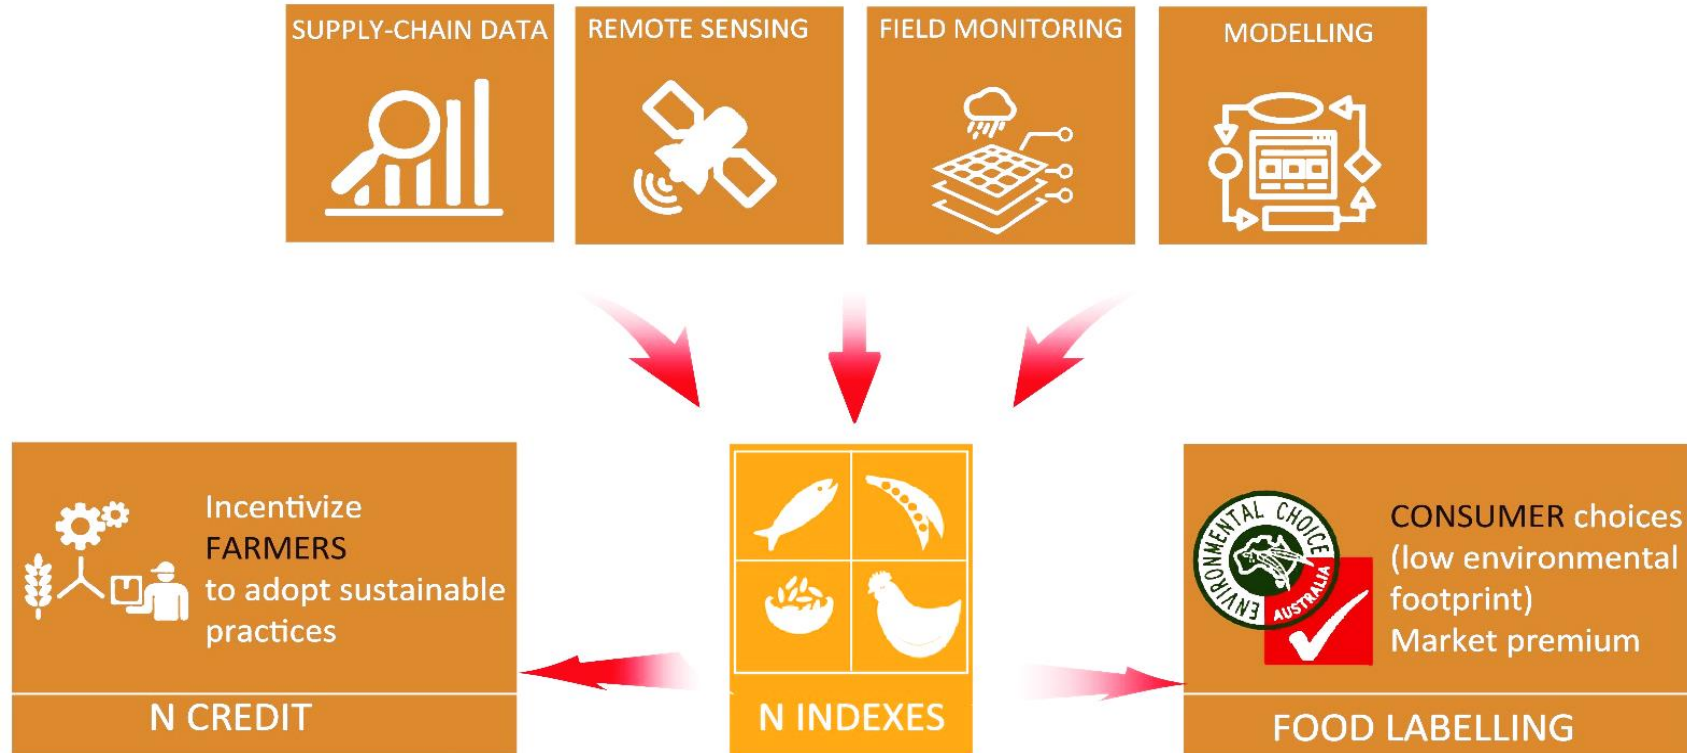 SUPPLY-CHAIN DATA
REMOTE SENSING
FIELD MONITORING
MODELLING
Incentivize
FARMERS
to adopt sustainable
practices
N CREDIT
N INDEXES
ENVIRONMENTAL CHOICE
AUSTRALIA
CONSUMER choices
(low environmental
footprint)
Market premium
FOOD LABELLING